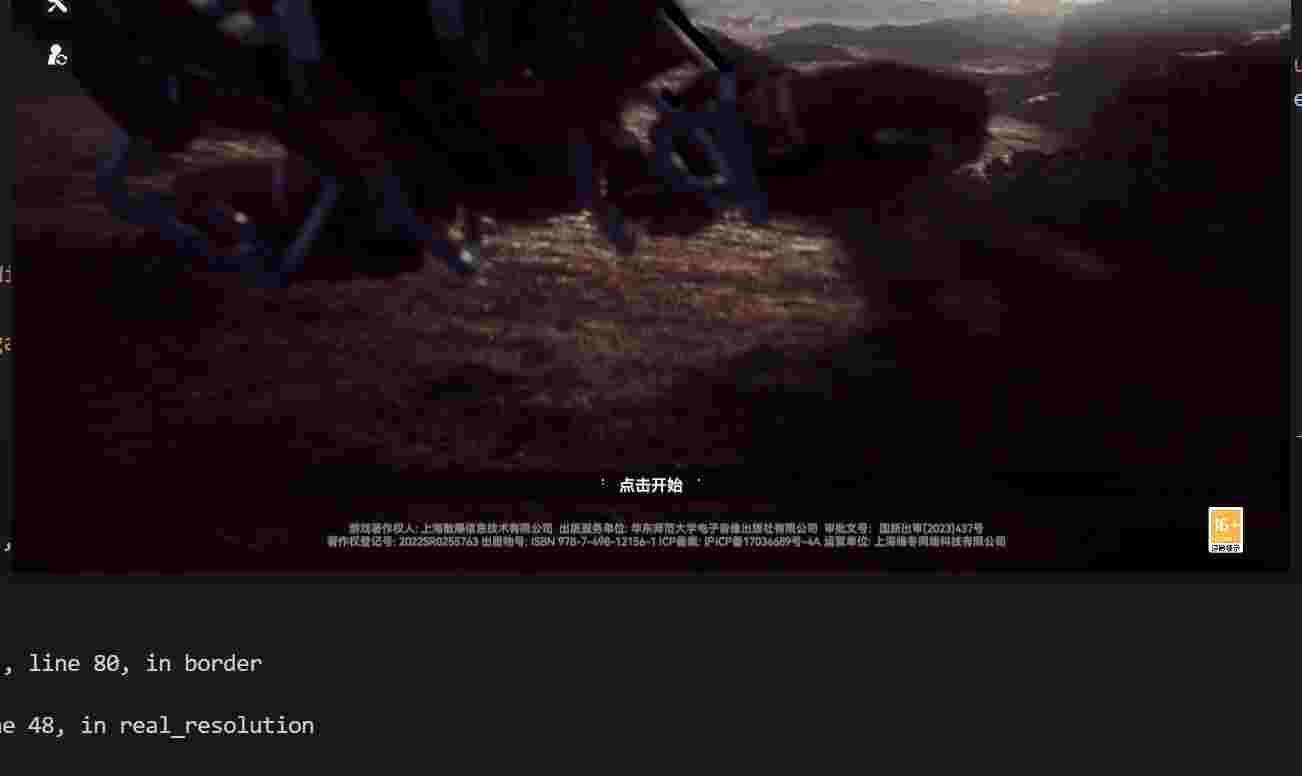 点击开始
游戏著作权人: 上海散爆信息技术有限公司 出版服务单位: 华东师范大学电子音像出版社有限公司 审批文号: 国新出审[2023]437号
著作权登记号: 2022SR0255763 出版物号: ISBN 978-7-498-12156-1 ICP备案: 沪ICP备17036689号-4A 运营单位: 上海暖冬网络科技有限公司
16+
适龄提示
, line 80, in border
ne 48, in real_resolution